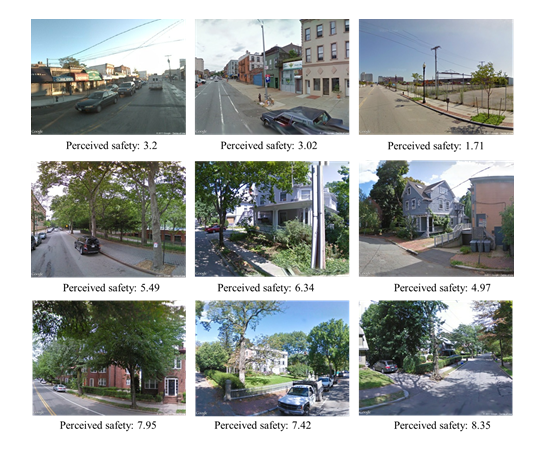 Perceived safety: 3.2
Perceived safety: 3.02
Perceived safety: 1.71
Perceived safety: 5.49
Perceived safety: 6.34
Perceived safety: 4.97
Perceived safety: 7.95
Perceived safety: 7.42
Perceived safety: 8.35